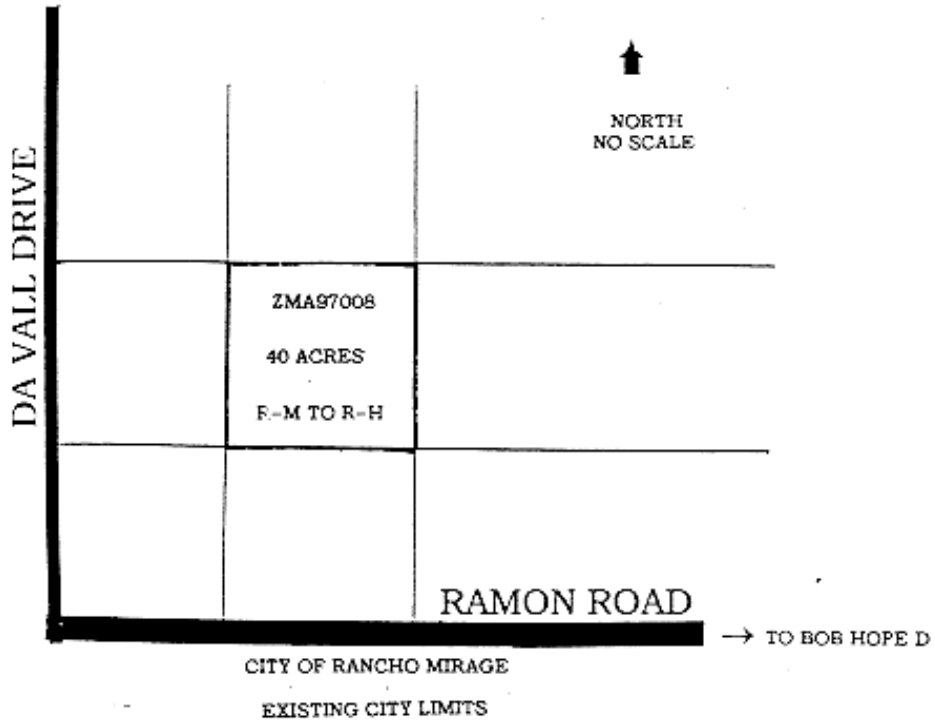 NORTH
NO SCALE
DA VALL DRIVE
ZMA97008
40 ACRES
R-M TO R-H
RAMON ROAD
→ TO BOB HOPE D
CITY OF RANCHO MIRAGE
EXISTING CITY LIMITS